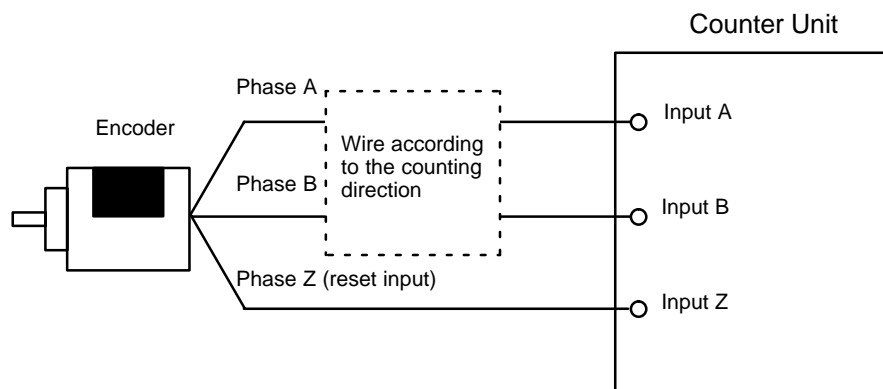 Counter Unit
Phase A
Input A
Encoder
Wire according
to the counting
direction
Phase B
Input B
Phase Z (reset input)
Input Z